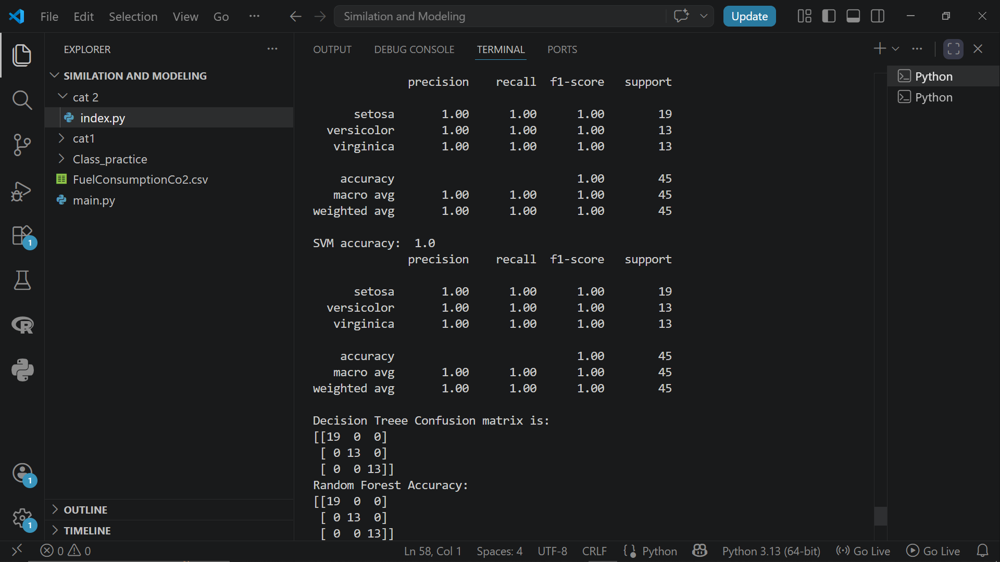 File Edit Selection View Go ··· Similation and Modeling Update
EXPLORER ···
SIMILATION AND MODELING
cat 2
index.py
cat1
Class_practice
FuelConsumptionCo2.csv
main.py
1
1
1
OUTLINE
TIMELINE
OUTPUT DEBUG CONSOLE TERMINAL PORTS
precision recall f1-score support
setosa 1.00 1.00 1.00 19
versicolor 1.00 1.00 1.00 13
virginica 1.00 1.00 1.00 13
accuracy 1.00 45
macro avg 1.00 1.00 1.00 45
weighted avg 1.00 1.00 1.00 45
SVM accuracy: 1.0
precision recall f1-score support
setosa 1.00 1.00 1.00 19
versicolor 1.00 1.00 1.00 13
virginica 1.00 1.00 1.00 13
accuracy 1.00 45
macro avg 1.00 1.00 1.00 45
weighted avg 1.00 1.00 1.00 45
Decision Treee Confusion matrix is:
[[19 0 0]
[ 0 13 0]
[ 0 0 13]]
Random Forest Accuracy:
[[19 0 0]
[ 0 13 0]
[ 0 0 13]]
Python
Python
0 0 Ln 58, Col 1 Spaces: 4 UTF-8 CRLF Python Python 3.13 (64-bit) Go Live Go Live